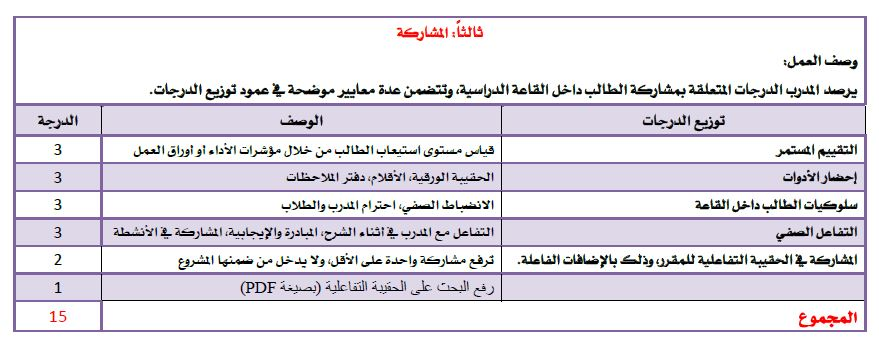 ثالثاً: المشاركة
وصف العمل:
يرصد المدرب الدرجات المتعلقة بمشاركة الطالب داخل القاعة الدراسية، وتتضمن عدة معايير موضحة في عمود توزيع الدرجات.
توزيع الدرجات الوصف الدرجة
التقييم المستمر قياس مستوى استيعاب الطالب من خلال مؤشرات الأداء أو أوراق العمل 3
إحضار الأدوات الحقيبة الورقية، الأقلام، دفتر الملاحظات 3
سلوكيات الطالب داخل القاعة الانضباط الصفي، احترام المدرب والطلاب 3
التفاعل الصفي التفاعل مع المدرب في أثناء الشرح، المبادرة والإيجابية، المشاركة في الأنشطة 3
المشاركة في الحقيبة التفاعلية للمقرر، وذلك بالإضافات الفاعلة. ترفع مشاركة واحدة على الأقل، ولا يدخل من ضمنها المشروع 2
رفع البحث على الحقيبة التفاعلية (بصيغة PDF) 1
المجموع 15